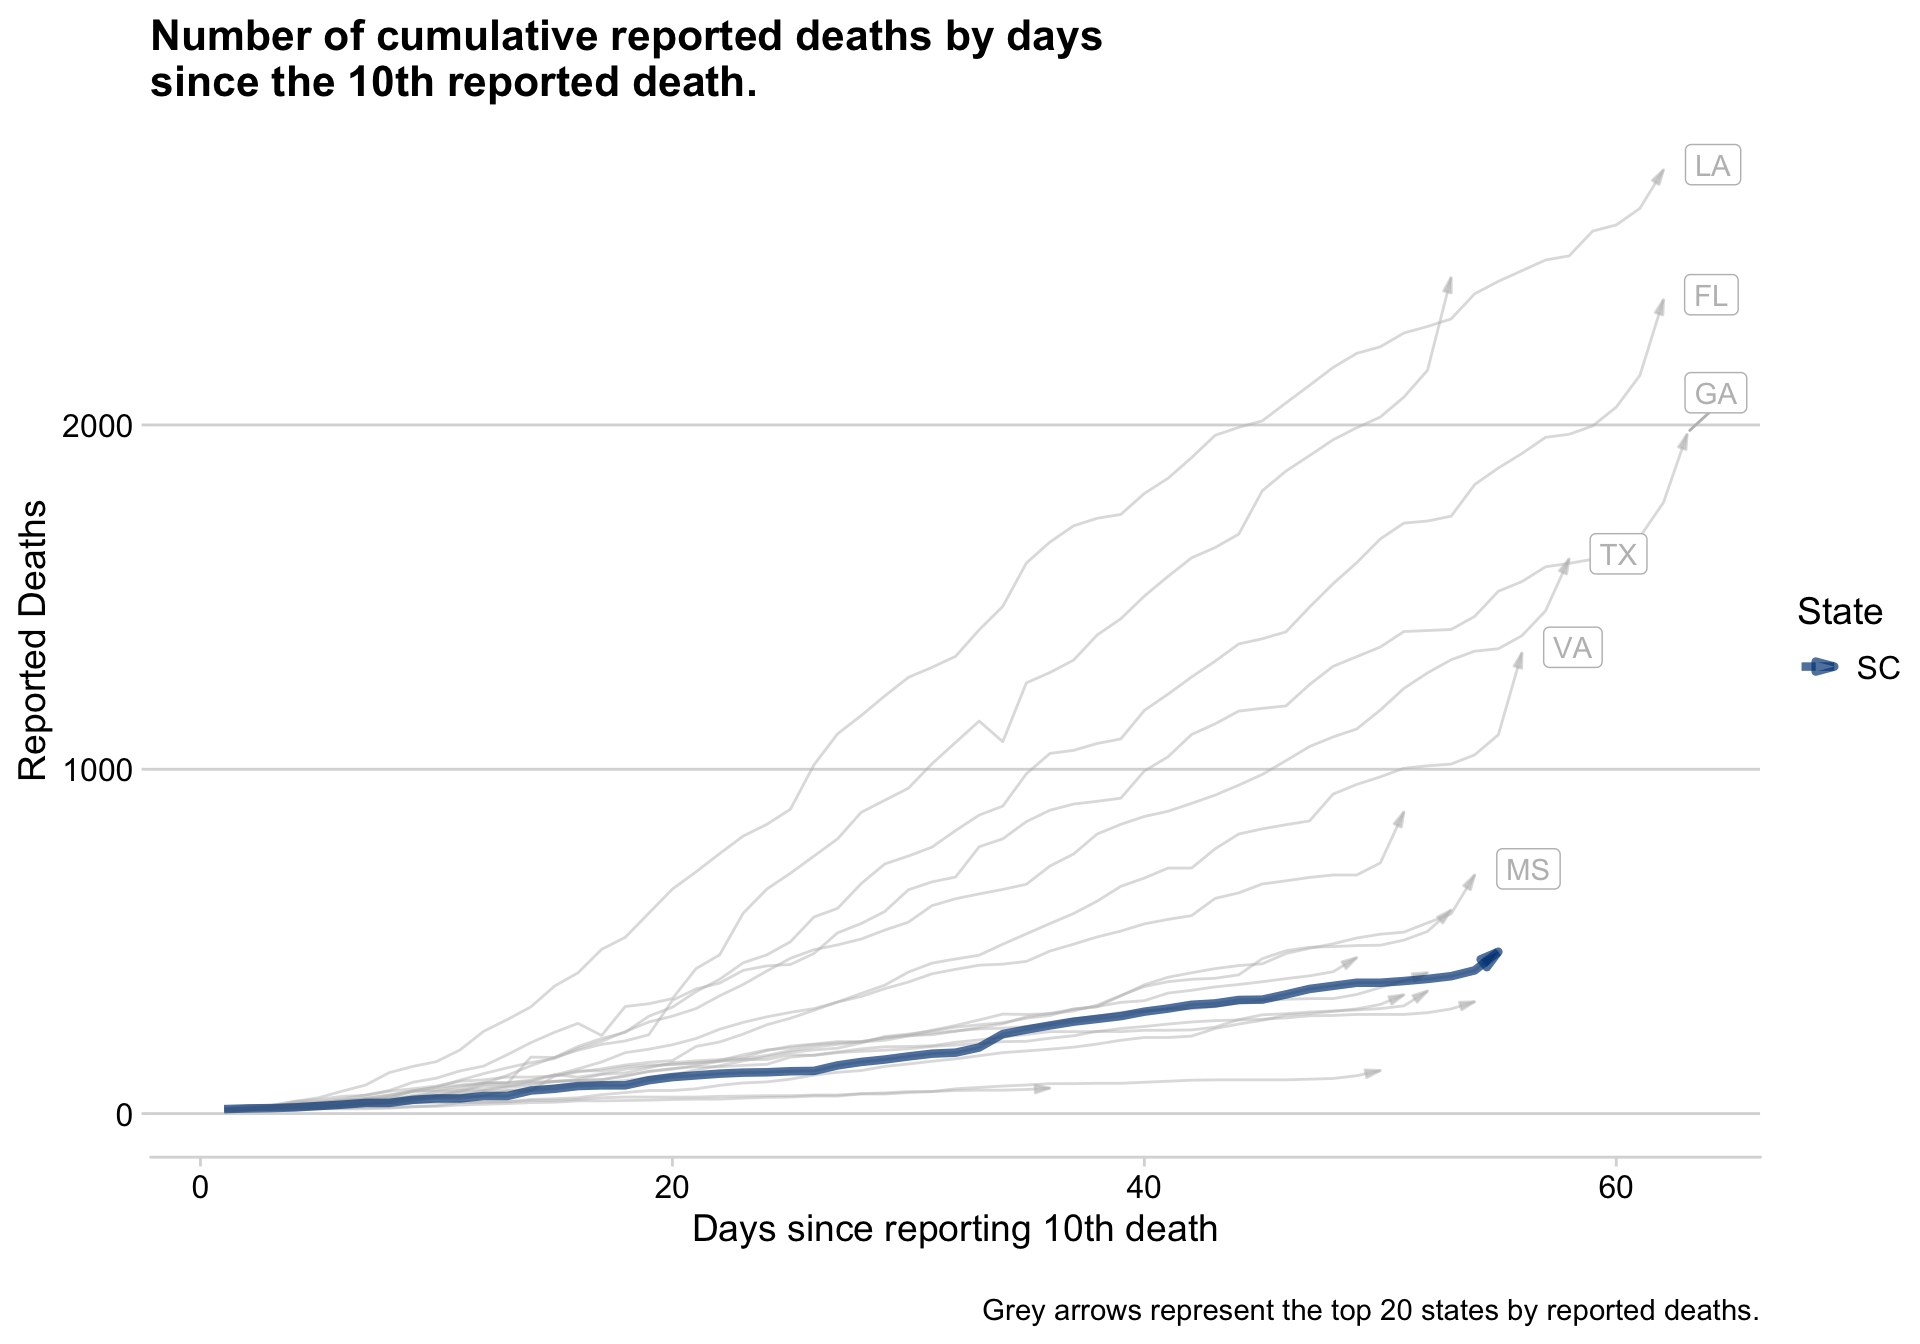 Number of cumulative reported deaths by days
since the 10th reported death.
LA
FL
GA
2000
TX
VA
1000
MS
0
Reported Deaths
State
SC
0 20 40 60
Days since reporting 10th death
Grey arrows represent the top 20 states by reported deaths.